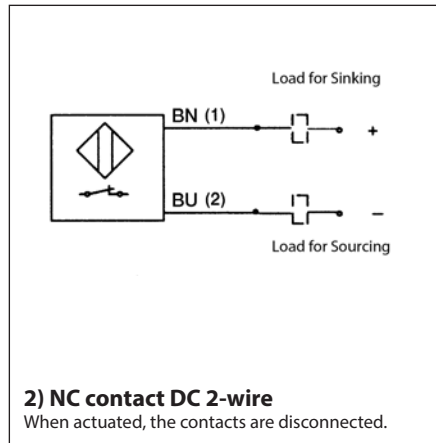 Load for Sinking
BN (1)
+
BU (2)
–
Load for Sourcing
2) NC contact DC 2-wire
When actuated, the contacts are disconnected.